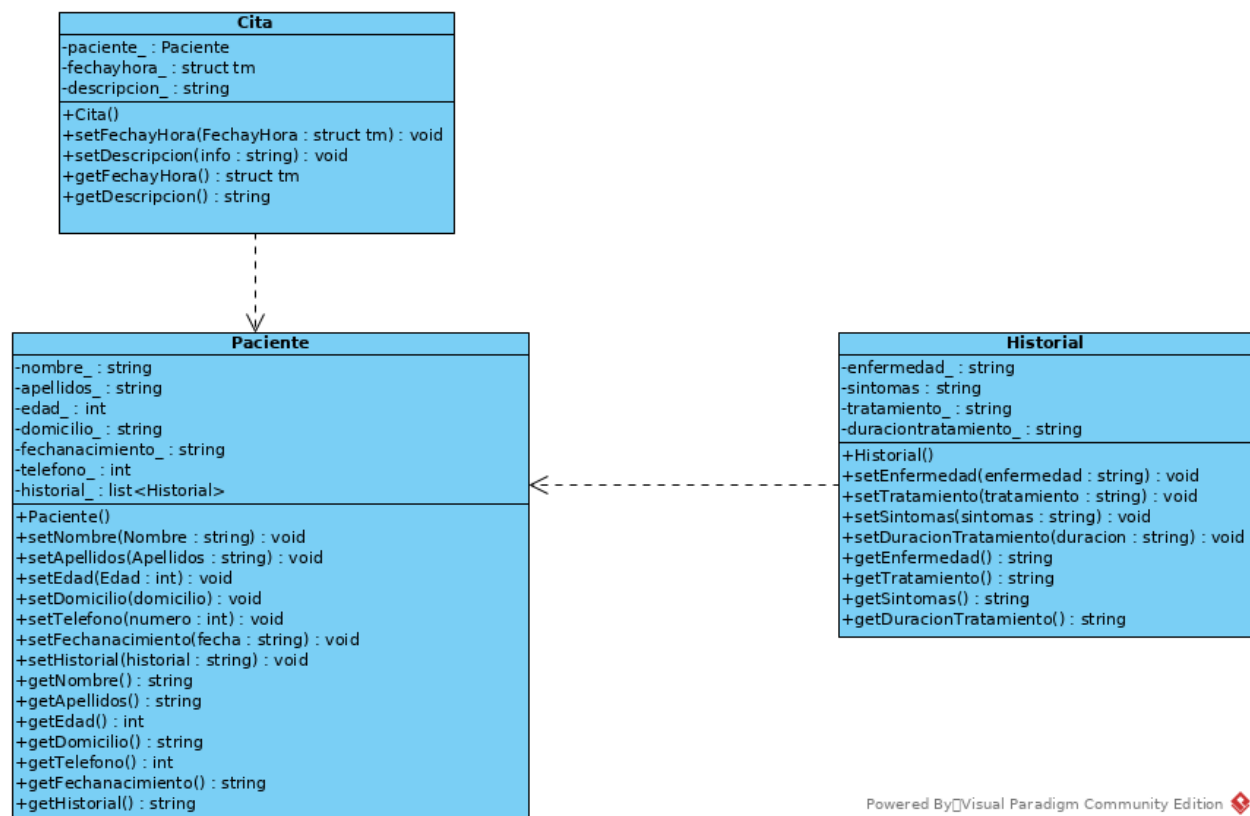 Cita
-paciente_ : Paciente
-fechayhora_ : struct tm
-descripcion_ : string
+Cita()
+setFechayHora(FechayHora : struct tm) : void
+setDescripcion(info : string) : void
+getFechayHora() : struct tm
+getDescripcion() : string
Paciente
-nombre_ : string
-apellidos_ : string
-edad_ : int
-domicilio_ : string
-fechanacimiento_ : string
-telefono_ : int
-historial_ : list<Historial>
+Paciente()
+setNombre(Nombre : string) : void
+setApellidos(Apellidos : string) : void
+setEdad(Edad : int) : void
+setDomicilio(domicilio) : void
+setTelefono(numero : int) : void
+setFechanacimiento(fecha : string) : void
+setHistorial(historial : string) : void
+getNombre() : string
+getApellidos() : string
+getEdad() : int
+getDomicilio() : string
+getTelefono() : int
+getFechanacimiento() : string
+getHistorial() : string
Historial
-enfermedad_ : string
-sintomas : string
-tratamiento_ : string
-duraciontratamiento_ : string
+Historial()
+setEnfermedad(enfermedad : string) : void
+setTratamiento(tratamiento : string) : void
+setSintomas(sintomas : string) : void
+setDuracionTratamiento(duracion : string) : void
+getEnfermedad() : string
+getTratamiento() : string
+getSintomas() : string
+getDuracionTratamiento() : string
Powered By Visual Paradigm Community Edition